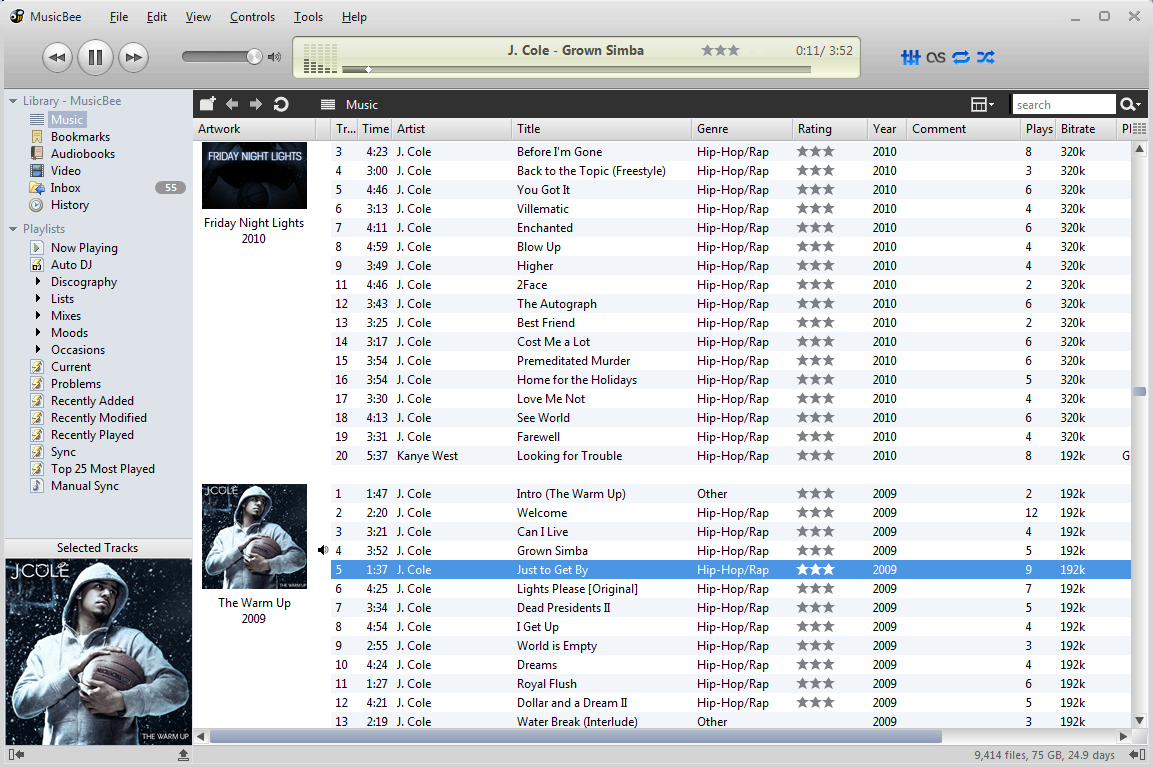 MusicBee File Edit View Controls Tools Help
J. Cole - Grown Simba 0:11/ 3:52
Library - MusicBee
Music
Bookmarks
Audiobooks
Video
Inbox 55
History
Playlists
Now Playing
Auto DJ
Discography
Lists
Mixes
Moods
Occasions
Current
Problems
Recently Added
Recently Modified
Recently Played
Sync
Top 25 Most Played
Manual Sync
Selected Tracks
JCOLE
THE WARM UP
Music search
Artwork Tr... Time Artist Title Genre Rating Year Comment Plays Bitrate Pl
FRIDAY NIGHT LIGHTS
Friday Night Lights
2010
3 4:23 J. Cole Before I'm Gone Hip-Hop/Rap 2010 8 320k
4 3:00 J. Cole Back to the Topic (Freestyle) Hip-Hop/Rap 2010 3 320k
5 4:46 J. Cole You Got It Hip-Hop/Rap 2010 6 320k
6 3:13 J. Cole Villematic Hip-Hop/Rap 2010 4 320k
7 4:11 J. Cole Enchanted Hip-Hop/Rap 2010 6 320k
8 4:59 J. Cole Blow Up Hip-Hop/Rap 2010 4 320k
9 3:49 J. Cole Higher Hip-Hop/Rap 2010 4 320k
11 4:46 J. Cole 2Face Hip-Hop/Rap 2010 2 320k
12 3:43 J. Cole The Autograph Hip-Hop/Rap 2010 6 320k
13 3:25 J. Cole Best Friend Hip-Hop/Rap 2010 2 320k
14 3:17 J. Cole Cost Me a Lot Hip-Hop/Rap 2010 6 320k
15 3:54 J. Cole Premeditated Murder Hip-Hop/Rap 2010 6 320k
16 3:54 J. Cole Home for the Holidays Hip-Hop/Rap 2010 5 320k
17 3:30 J. Cole Love Me Not Hip-Hop/Rap 2010 4 320k
18 4:13 J. Cole See World Hip-Hop/Rap 2010 6 320k
19 3:31 J. Cole Farewell Hip-Hop/Rap 2010 4 320k
20 5:37 Kanye West Looking for Trouble Hip-Hop/Rap 2010 8 192k G
JCOLE
THE WARM UP
The Warm Up
2009
1 1:47 J. Cole Intro (The Warm Up) Other 2009 2 192k
2 2:20 J. Cole Welcome Hip-Hop/Rap 2009 12 192k
3 3:21 J. Cole Can I Live Hip-Hop/Rap 2009 4 192k
4 3:52 J. Cole Grown Simba Hip-Hop/Rap 2009 5 192k
5 1:37 J. Cole Just to Get By Hip-Hop/Rap 2009 9 192k
6 4:25 J. Cole Lights Please [Original] Hip-Hop/Rap 2009 7 192k
7 3:34 J. Cole Dead Presidents II Hip-Hop/Rap 2009 5 192k
8 4:54 J. Cole I Get Up Hip-Hop/Rap 2009 4 192k
9 2:55 J. Cole World is Empty Hip-Hop/Rap 2009 3 192k
10 4:24 J. Cole Dreams Hip-Hop/Rap 2009 4 192k
11 1:27 J. Cole Royal Flush Hip-Hop/Rap 2009 6 192k
12 4:21 J. Cole Dollar and a Dream II Hip-Hop/Rap 2009 5 192k
13 2:19 J. Cole Water Break (Interlude) Other 2009 3 192k
9,414 files, 75 GB, 24.9 days